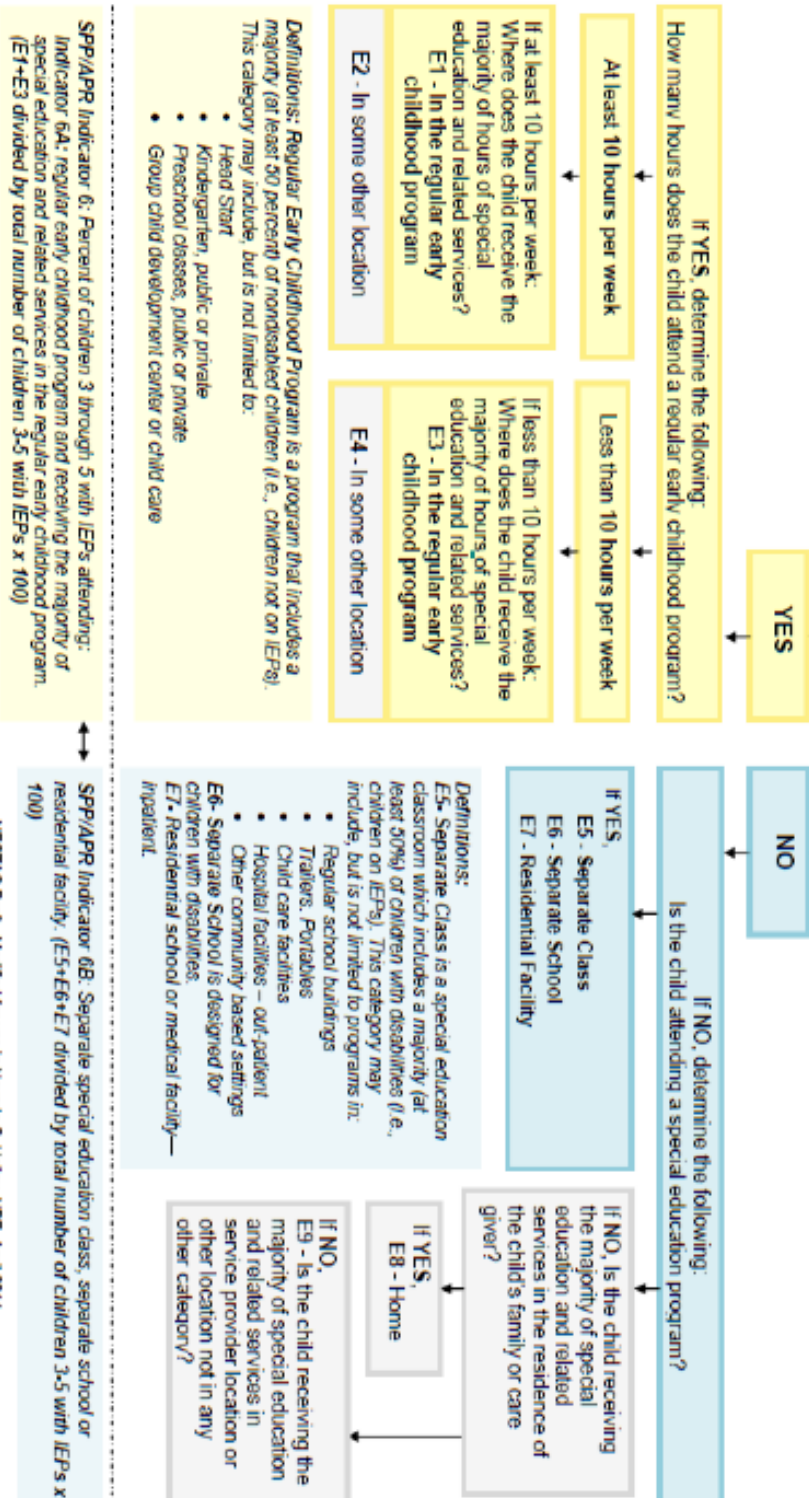 YES
If YES, determine the following:
How many hours does the child attend a regular early childhood program?
At least 10 hours per week
Less than 10 hours per week
If at least 10 hours per week:
Where does the child receive the
majority of hours of special
education and related services?
E1 - In the regular early
childhood program
E2 - In some other location
If less than 10 hours per week:
Where does the child receive the
majority of hours of special
education and related services?
E3 - In the regular early
childhood program
E4 - In some other location
Definitions: Regular Early Childhood Program is a program that includes a
majority (at least 50 percent) of nondisabled children (i.e., children not on IEPs).
This category may include, but is not limited to:
• Head Start
• Kindergarten, public or private
• Preschool classes, public or private
• Group child development center or child care
SPP/APR Indicator 6: Percent of children 3 through 5 with IEPs attending:
Indicator 6A: regular early childhood program and receiving the majority of
special education and related services in the regular early childhood program.
(E1+E3 divided by total number of children 3-5 with IEPs x 100)
NO
If NO, determine the following:
Is the child attending a special education program?
If YES,
E5 - Separate Class
E6 - Separate School
E7 - Residential Facility
Definitions:
E5- Separate Class is a special education
classroom which includes a majority (at
least 50%) of children with disabilities (i.e.,
children on IEPs). This category may
include, but is not limited to programs in:
• Regular school buildings
• Trailers, Portables
• Child care facilities
• Hospital facilities – out-patient
• Other community based settings
E6- Separate School is designed for
children with disabilities.
E7- Residential school or medical facility—
inpatient.
If NO, Is the child receiving
the majority of special
education and related
services in the residence of
the child's family or care
giver?
If YES,
E8 - Home
If NO,
E9 - Is the child receiving the
majority of special education
and related services in
service provider location or
other location not in any
other category?
SPP/APR Indicator 6B: Separate special education class, separate school or
residential facility. (E5+E6+E7 divided by total number of children 3-5 with IEPs x
100)